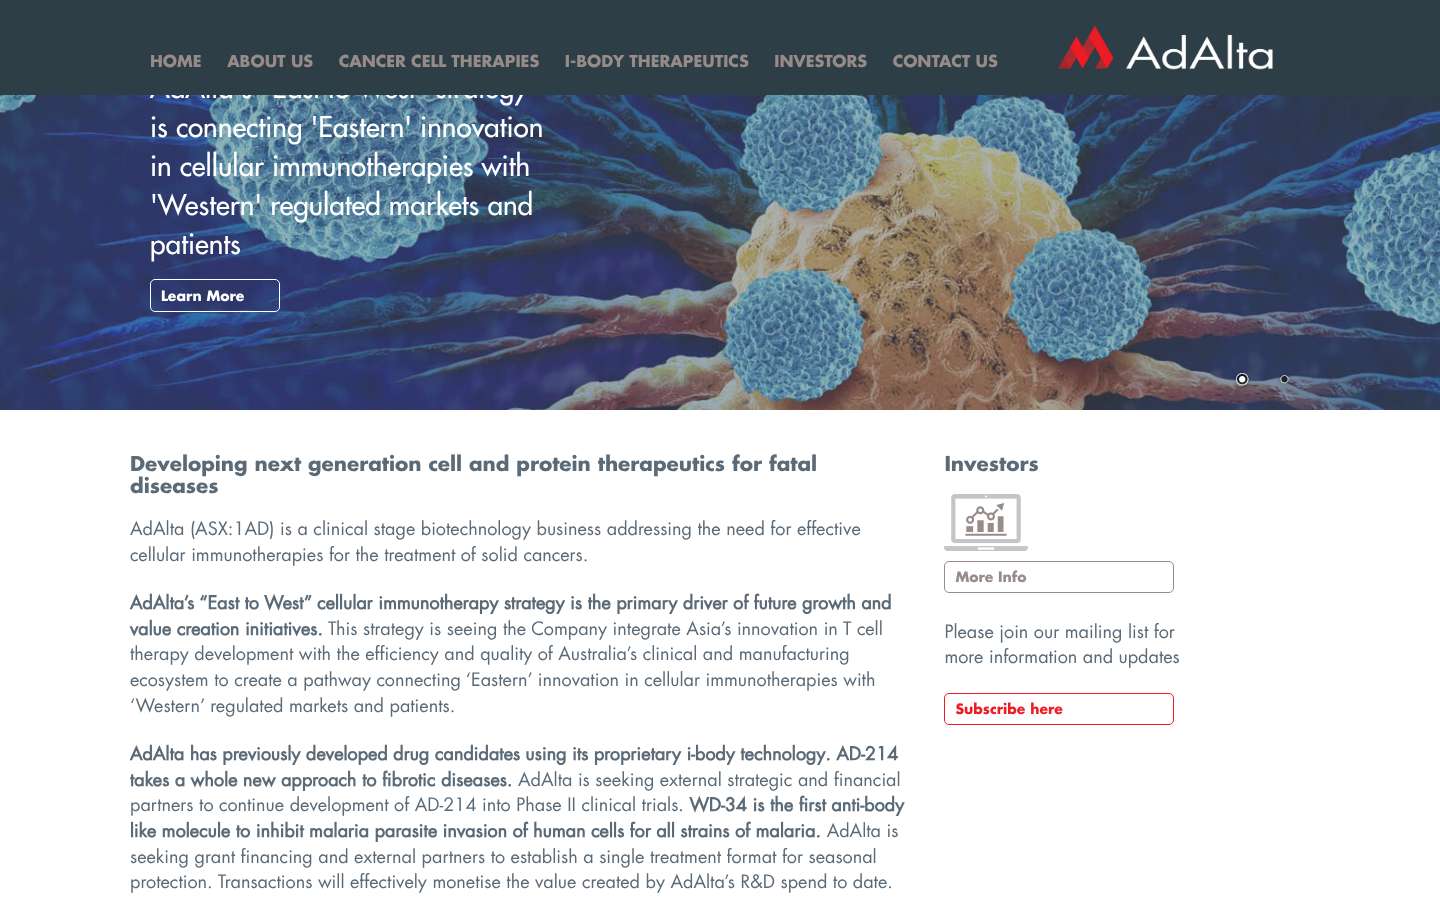 HOME ABOUT US CANCER CELL THERAPIES I-BODY THERAPEUTICS INVESTORS CONTACT US
AdAlta
AdAlta's "East to West" strategy
is connecting 'Eastern' innovation
in cellular immunotherapies with
'Western' regulated markets and
patients
Learn More
Developing next generation cell and protein therapeutics for fatal
diseases
AdAlta (ASX:1AD) is a clinical stage biotechnology business addressing the need for effective
cellular immunotherapies for the treatment of solid cancers.
AdAlta’s “East to West” cellular immunotherapy strategy is the primary driver of future growth and
value creation initiatives. This strategy is seeing the Company integrate Asia’s innovation in T cell
therapy development with the efficiency and quality of Australia’s clinical and manufacturing
ecosystem to create a pathway connecting ‘Eastern’ innovation in cellular immunotherapies with
‘Western’ regulated markets and patients.
AdAlta has previously developed drug candidates using its proprietary i-body technology. AD-214
takes a whole new approach to fibrotic diseases. AdAlta is seeking external strategic and financial
partners to continue development of AD-214 into Phase II clinical trials. WD-34 is the first anti-body
like molecule to inhibit malaria parasite invasion of human cells for all strains of malaria. AdAlta is
seeking grant financing and external partners to establish a single treatment format for seasonal
protection. Transactions will effectively monetise the value created by AdAlta’s R&D spend to date.
Investors
More Info
Please join our mailing list for
more information and updates
Subscribe here